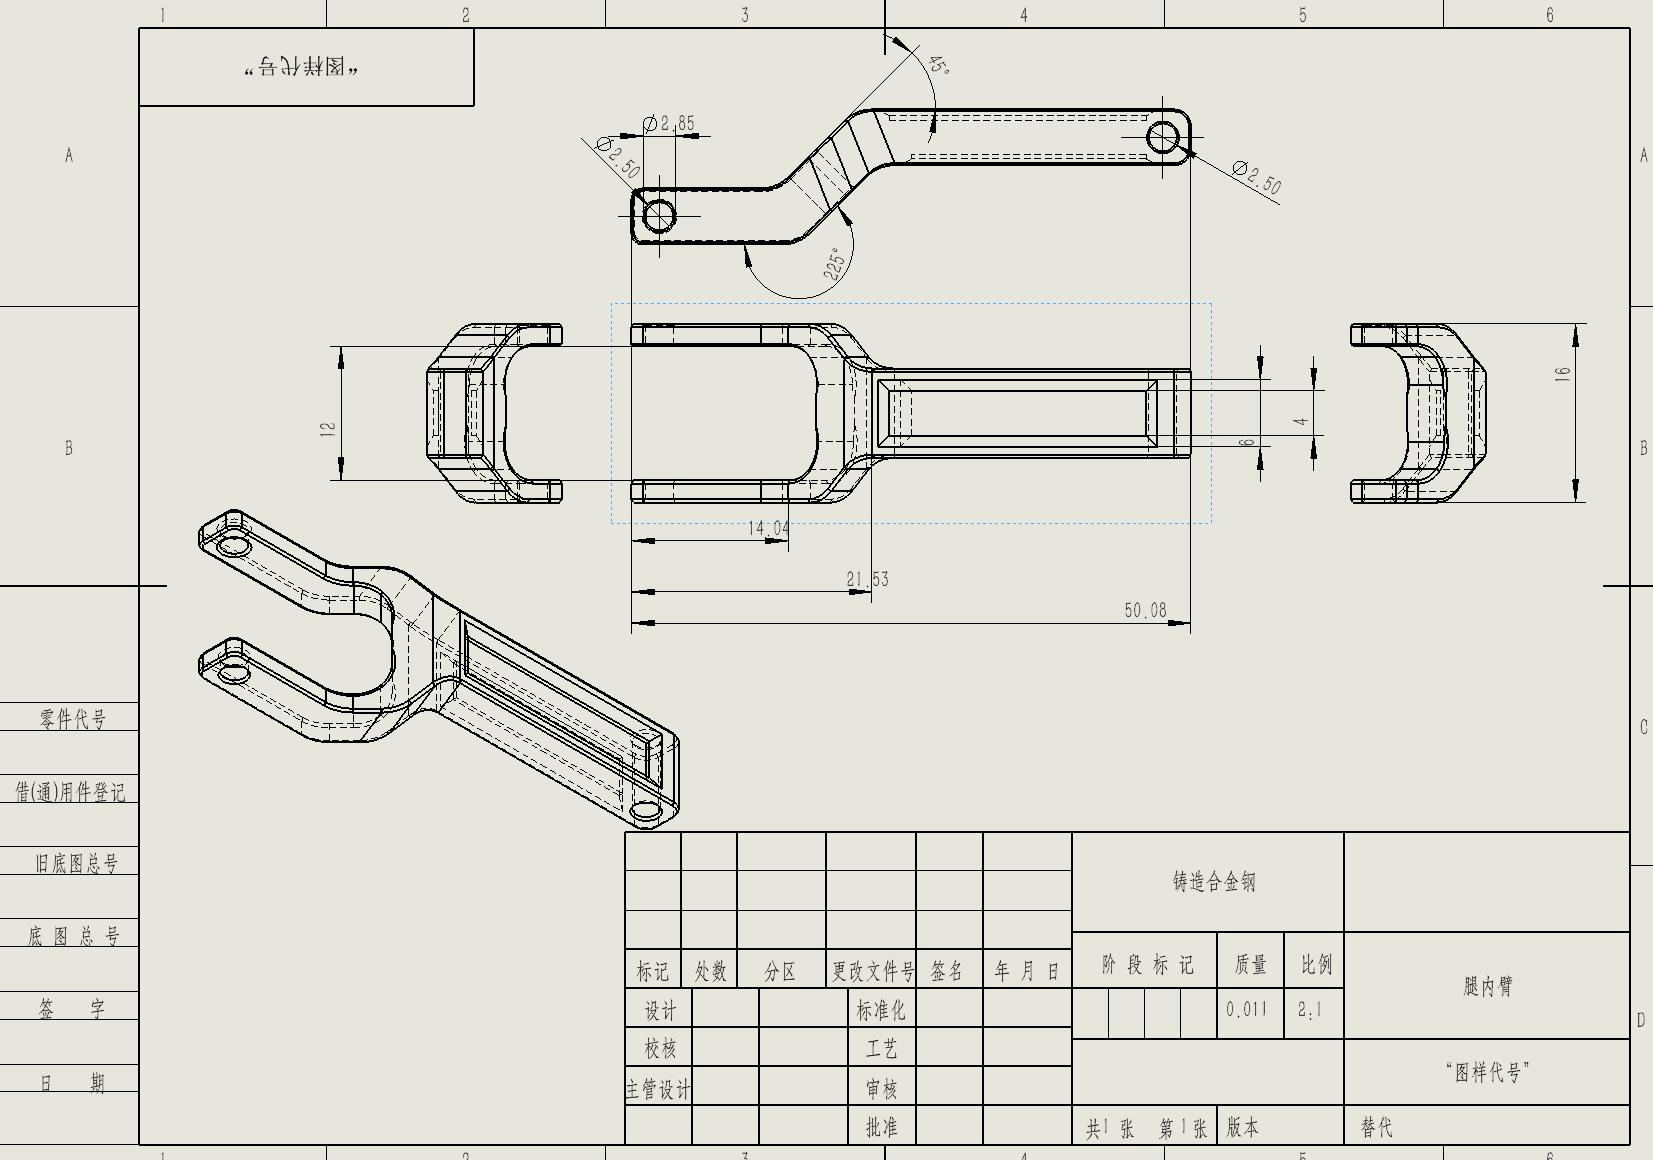 1 2 3 4 5 6
“图样代号”
45°
∅2.85
∅2.50
A A
∅2.50
225°
16
12
4
6
B B
14.04
21.53
50.08
零件代号
C
借(通)用件登记
旧底图总号
底图总号
签 字
日 期
铸造合金钢
标记 处数 分区 更改文件号 签名 年 月 日
阶段标记 质量 比例
腿内臂
设计 标准化
0.011 2:1
D
校核 工艺
主管设计 审核
“图样代号”
批准
共1张 第1张 版本 替代
1 2 3 4 5 6